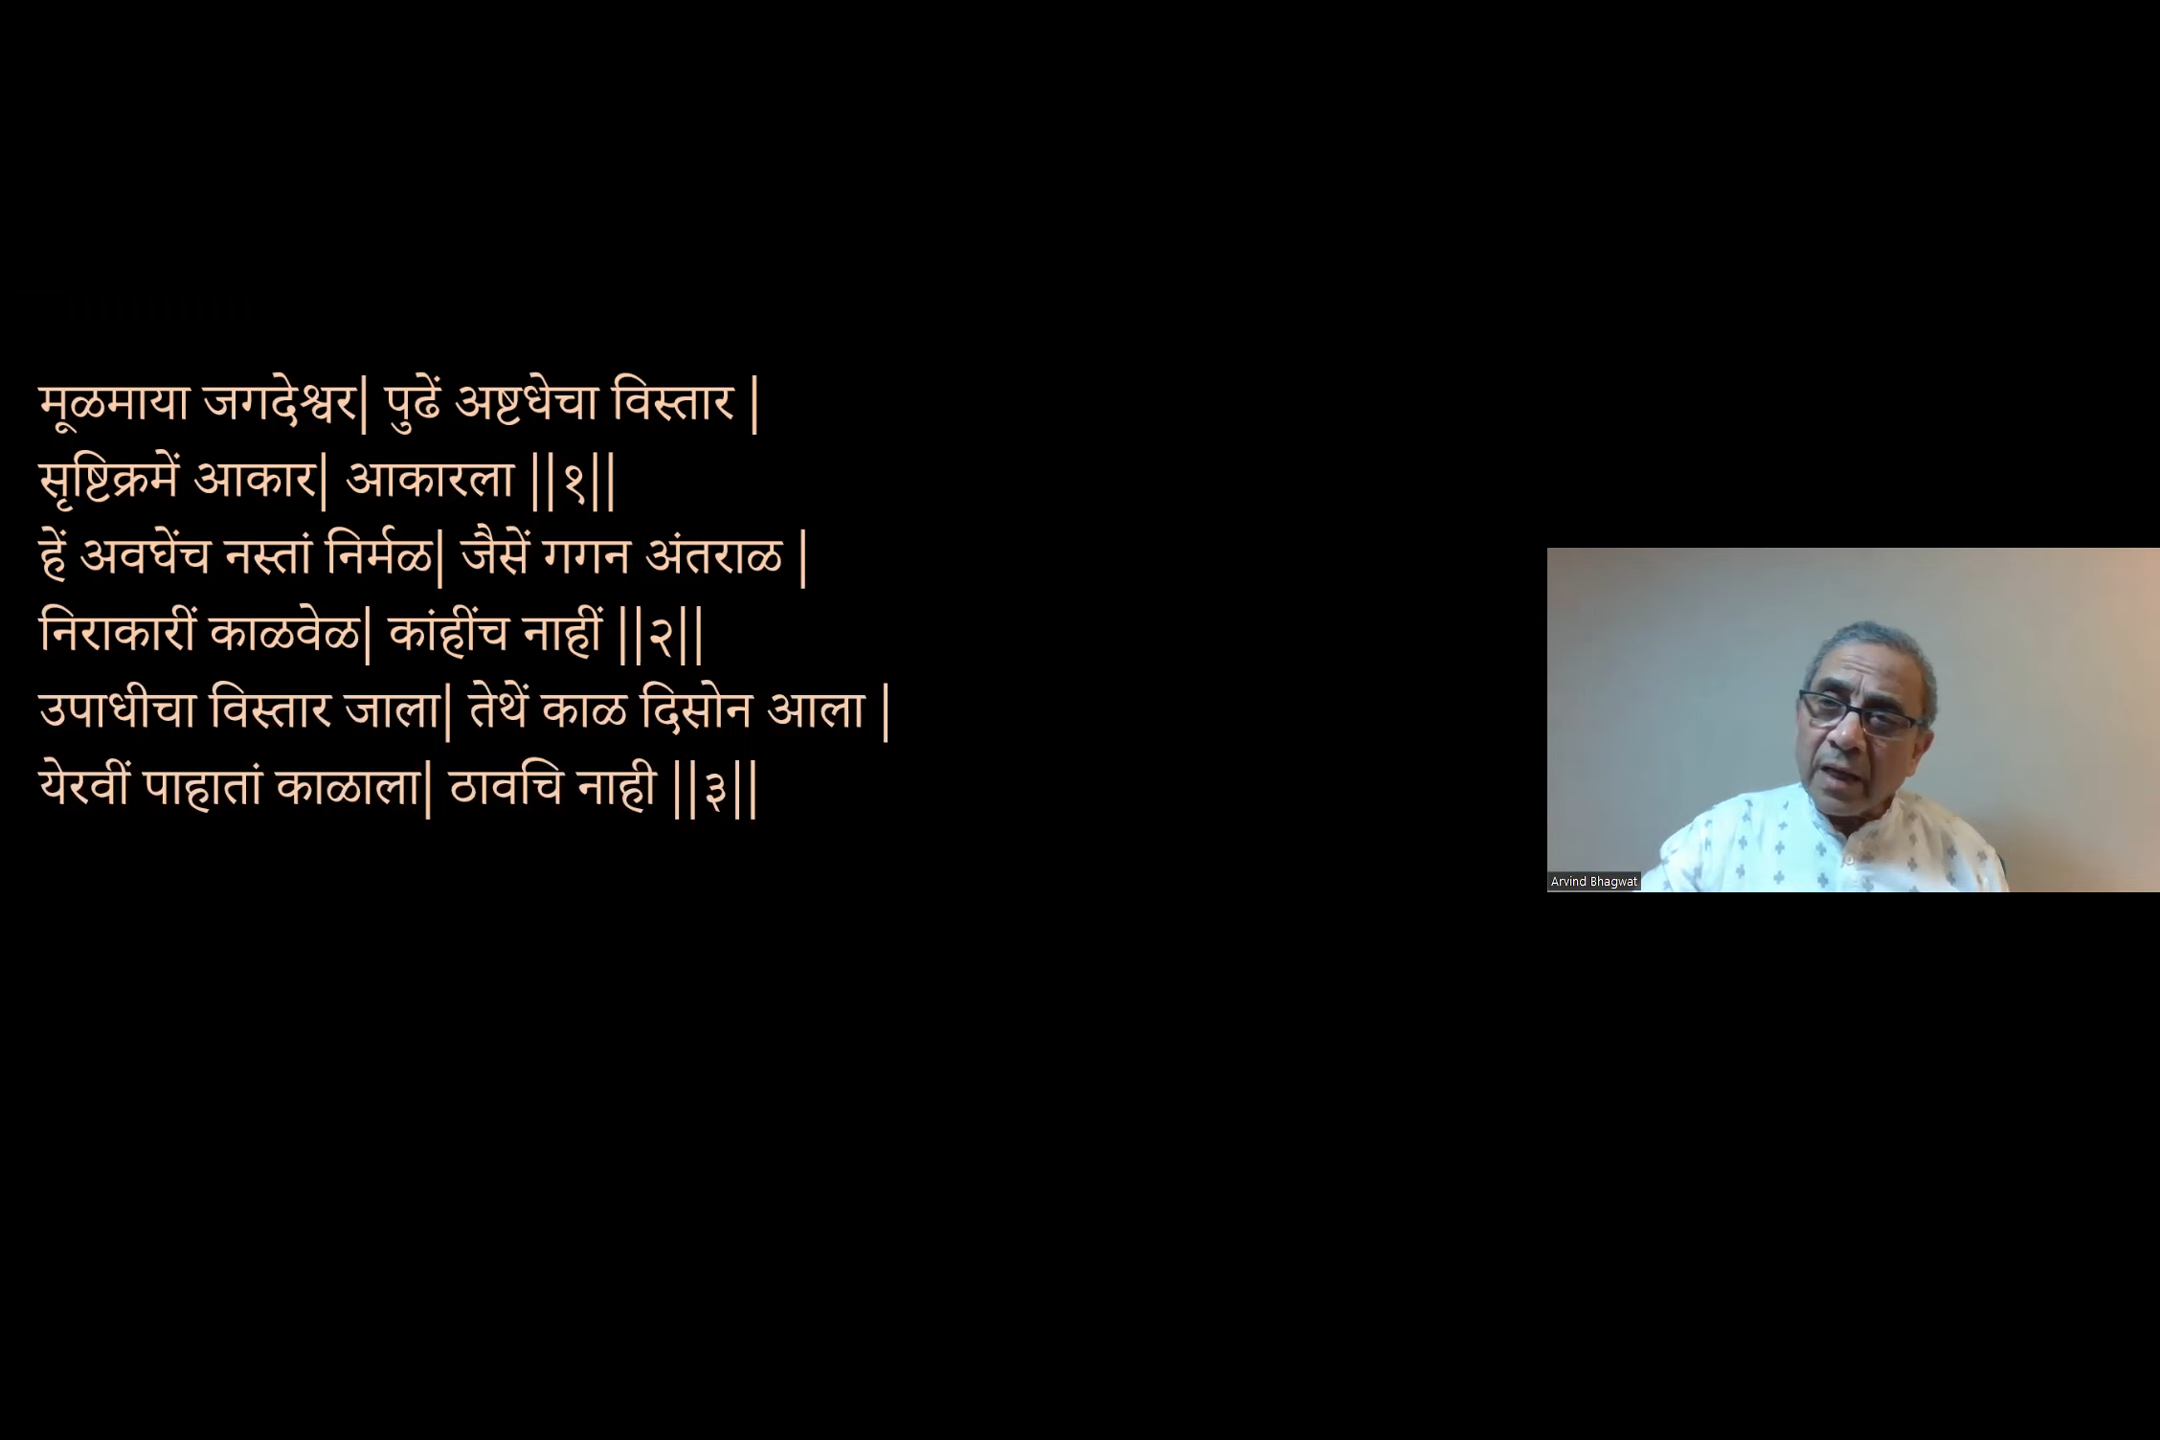 मूळमाया जगदेश्वर| पुढें अष्टधेचा विस्तार |
सृष्टिक्रमें आकार| आकारला ||१||
हें अवघेंच नस्तां निर्मळ| जैसें गगन अंतराळ |
निराकारीं काळवेळ| कांहींच नाहीं ||२||
उपाधीचा विस्तार जाला| तेथें काळ दिसोन आला |
येरवीं पाहातां काळाला| ठावचि नाही ||३||
Arvind Bhagwat